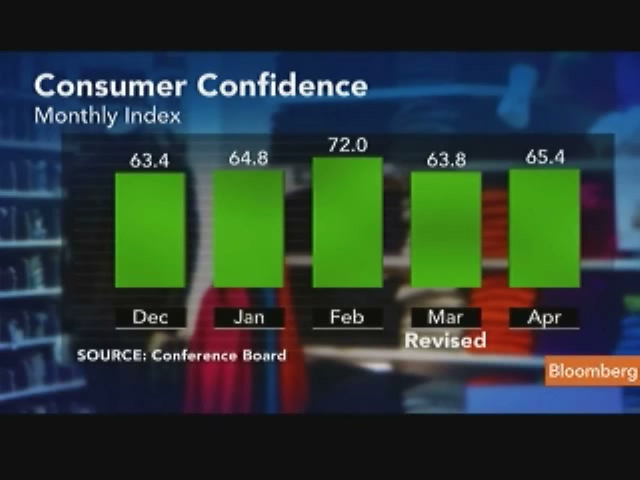 Consumer Confidence
Monthly Index
63.4 64.8 72.0 63.8 65.4
Dec Jan Feb Mar Apr
Revised
SOURCE: Conference Board
Bloomberg